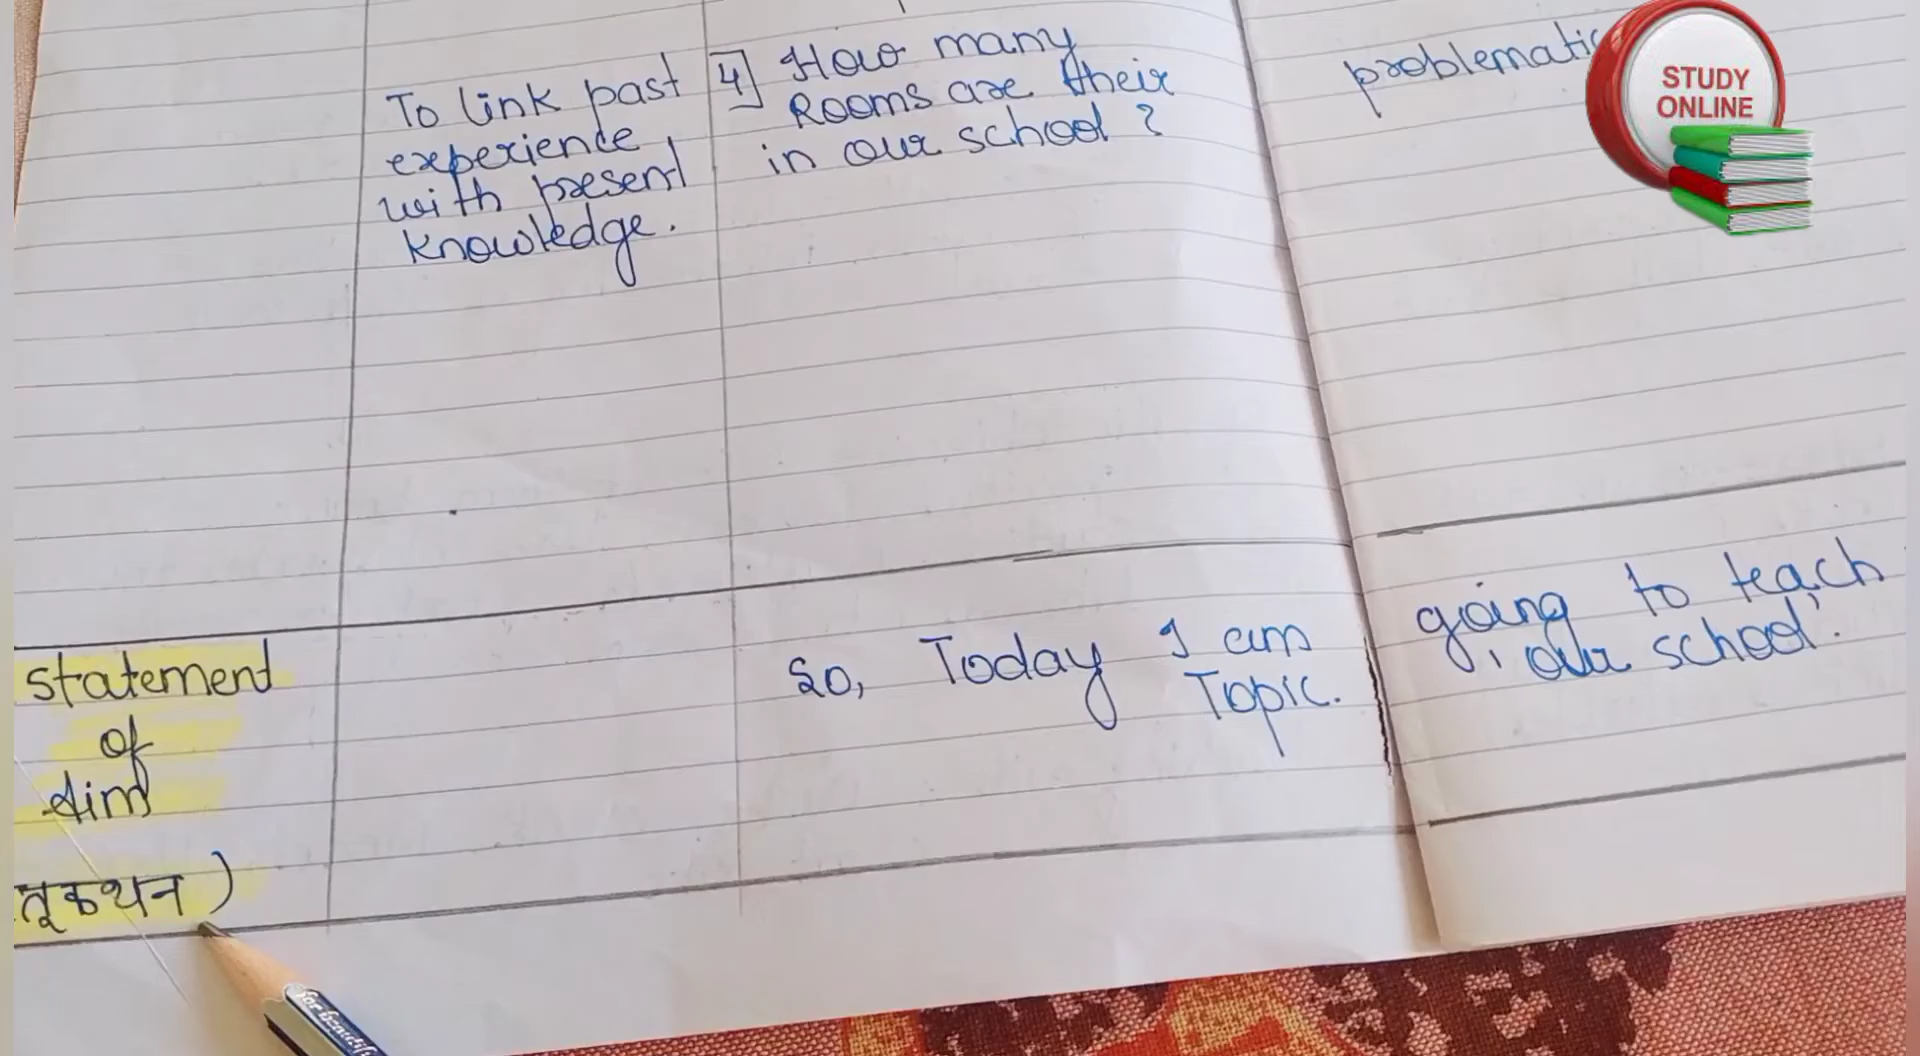 To link past
experience
with present
knowledge.
4] How many
Rooms are their
in our school ?
problematic
STUDY
ONLINE
statement
of
Aim
तूकथन )
So, Today I am going to teach
Topic. 'our school'.